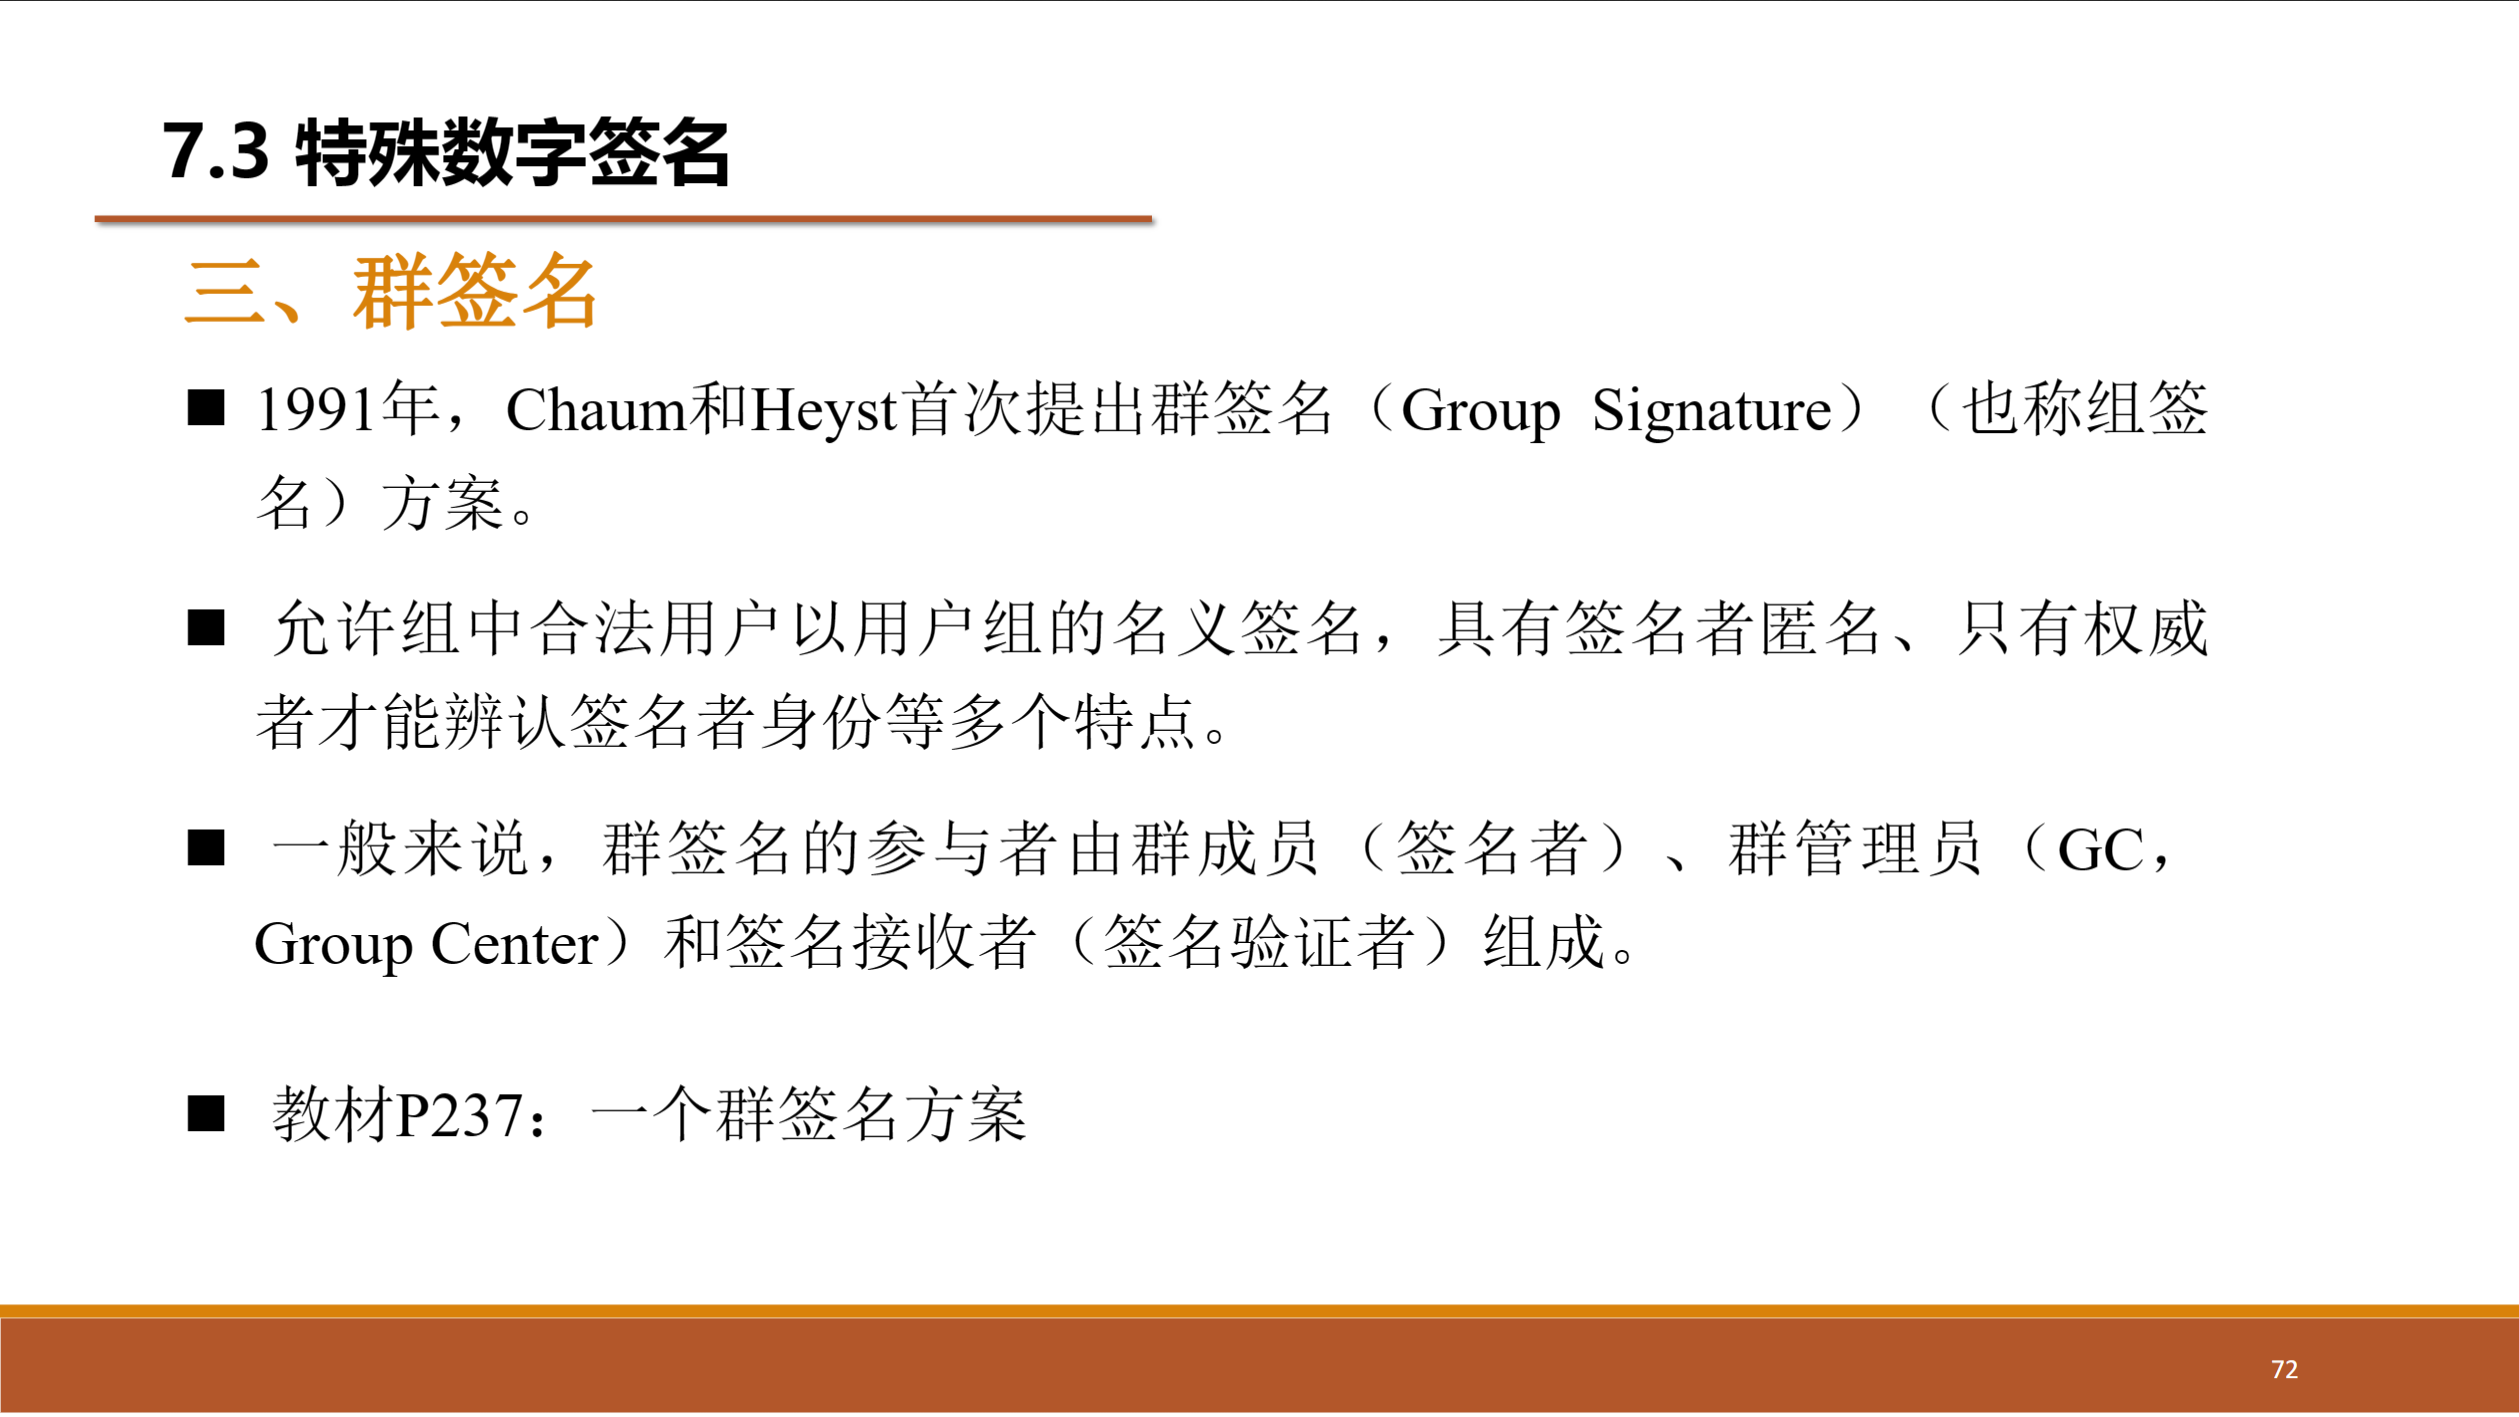 7.3 特殊数字签名
三、群签名
■ 1991年，Chaum和Heyst首次提出群签名（Group Signature）（也称组签
名）方案。
■ 允许组中合法用户以用户组的名义签名，具有签名者匿名、只有权威
者才能辨认签名者身份等多个特点。
■ 一般来说，群签名的参与者由群成员（签名者）、群管理员（GC，
Group Center）和签名接收者（签名验证者）组成。
■ 教材P237：一个群签名方案
72